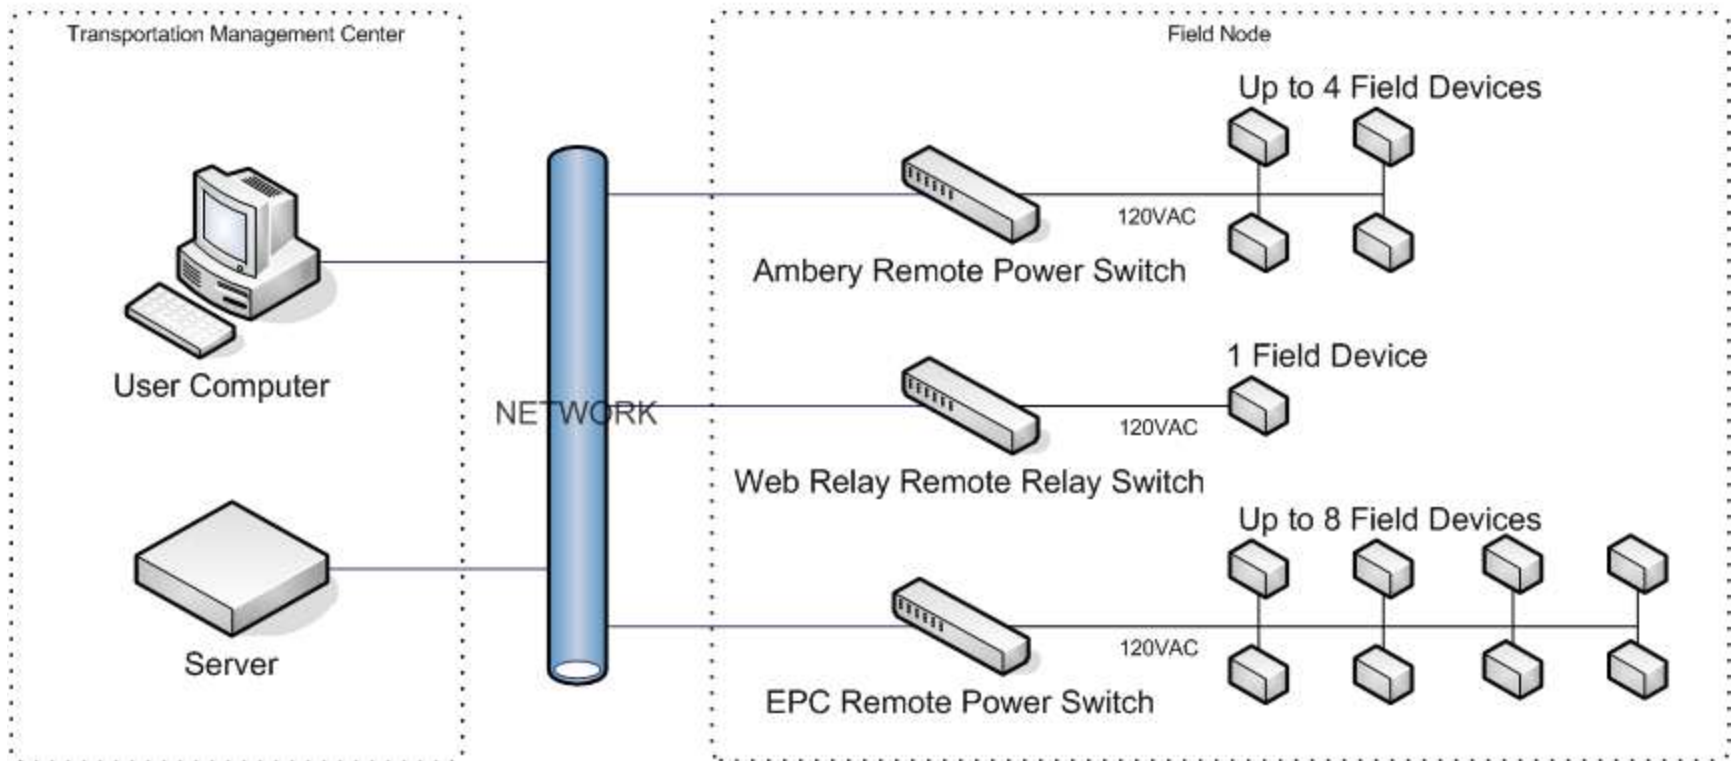 Transportation Management Center
Field Node
Up to 4 Field Devices
120VAC
Ambery Remote Power Switch
User Computer
1 Field Device
NETWORK
120VAC
Web Relay Remote Relay Switch
Up to 8 Field Devices
Server
120VAC
EPC Remote Power Switch